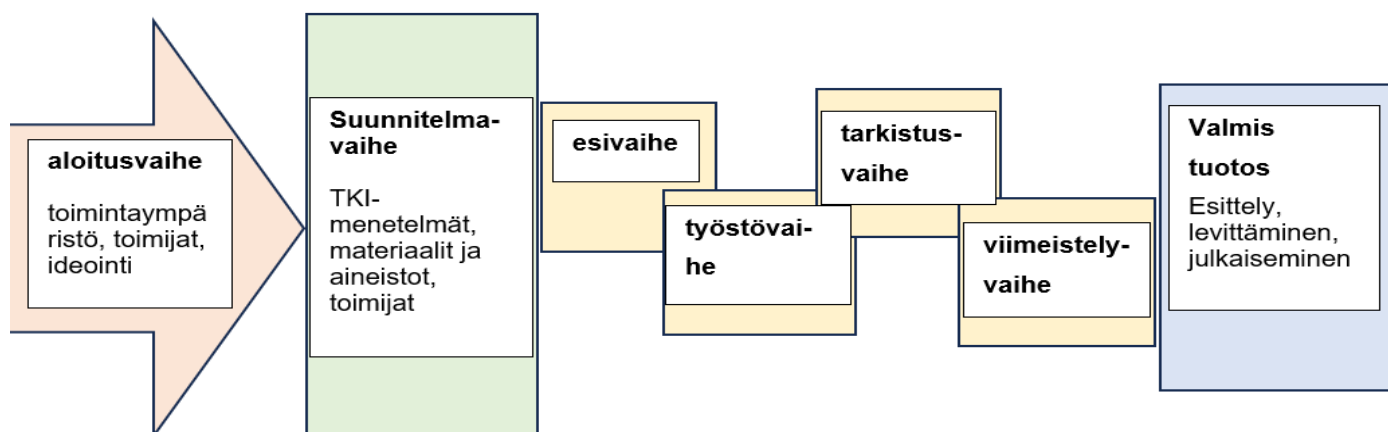 aloitusvaihe
toimintaympä
ristö, toimijat,
ideointi
Suunnitelma-
vaihe
TKI-
menetelmät,
materiaalit ja
aineistot,
toimijat
esivaihe
työstövai-
he
tarkistus-
vaihe
viimeistely-
vaihe
Valmis
tuotos
Esittely,
levittäminen,
julkaiseminen